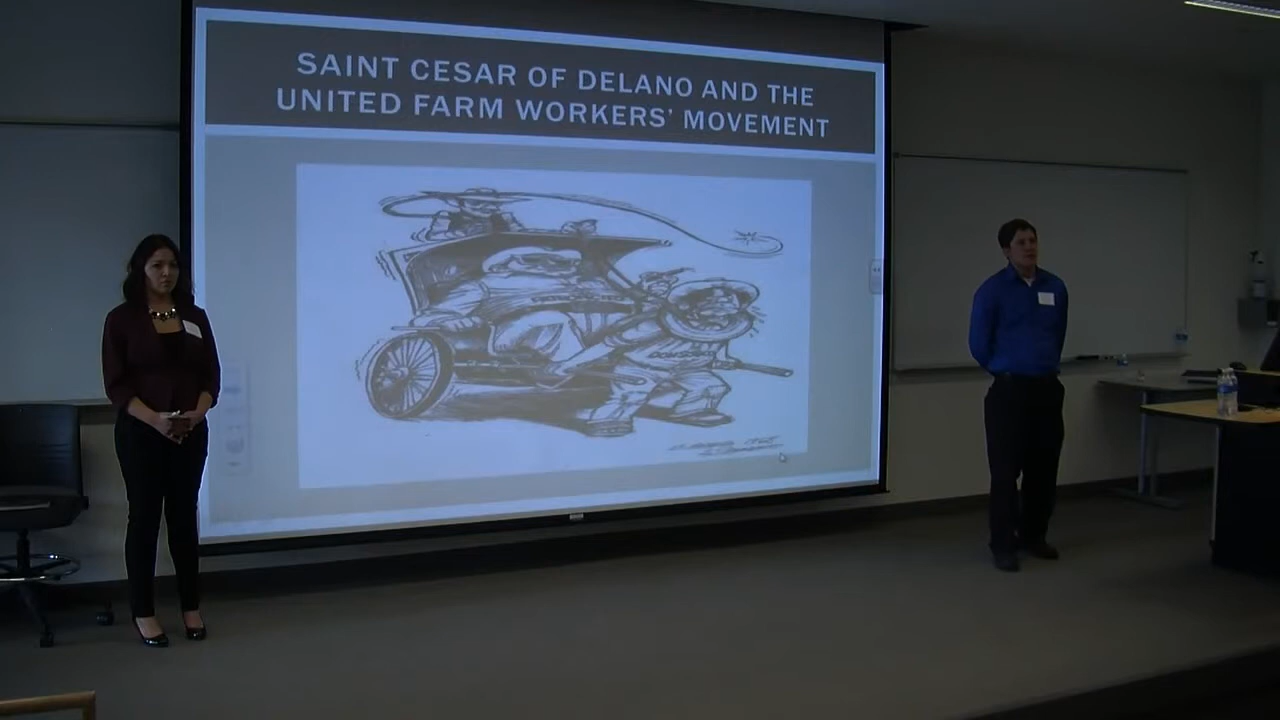 SAINT CESAR OF DELANO AND THE
UNITED FARM WORKERS' MOVEMENT